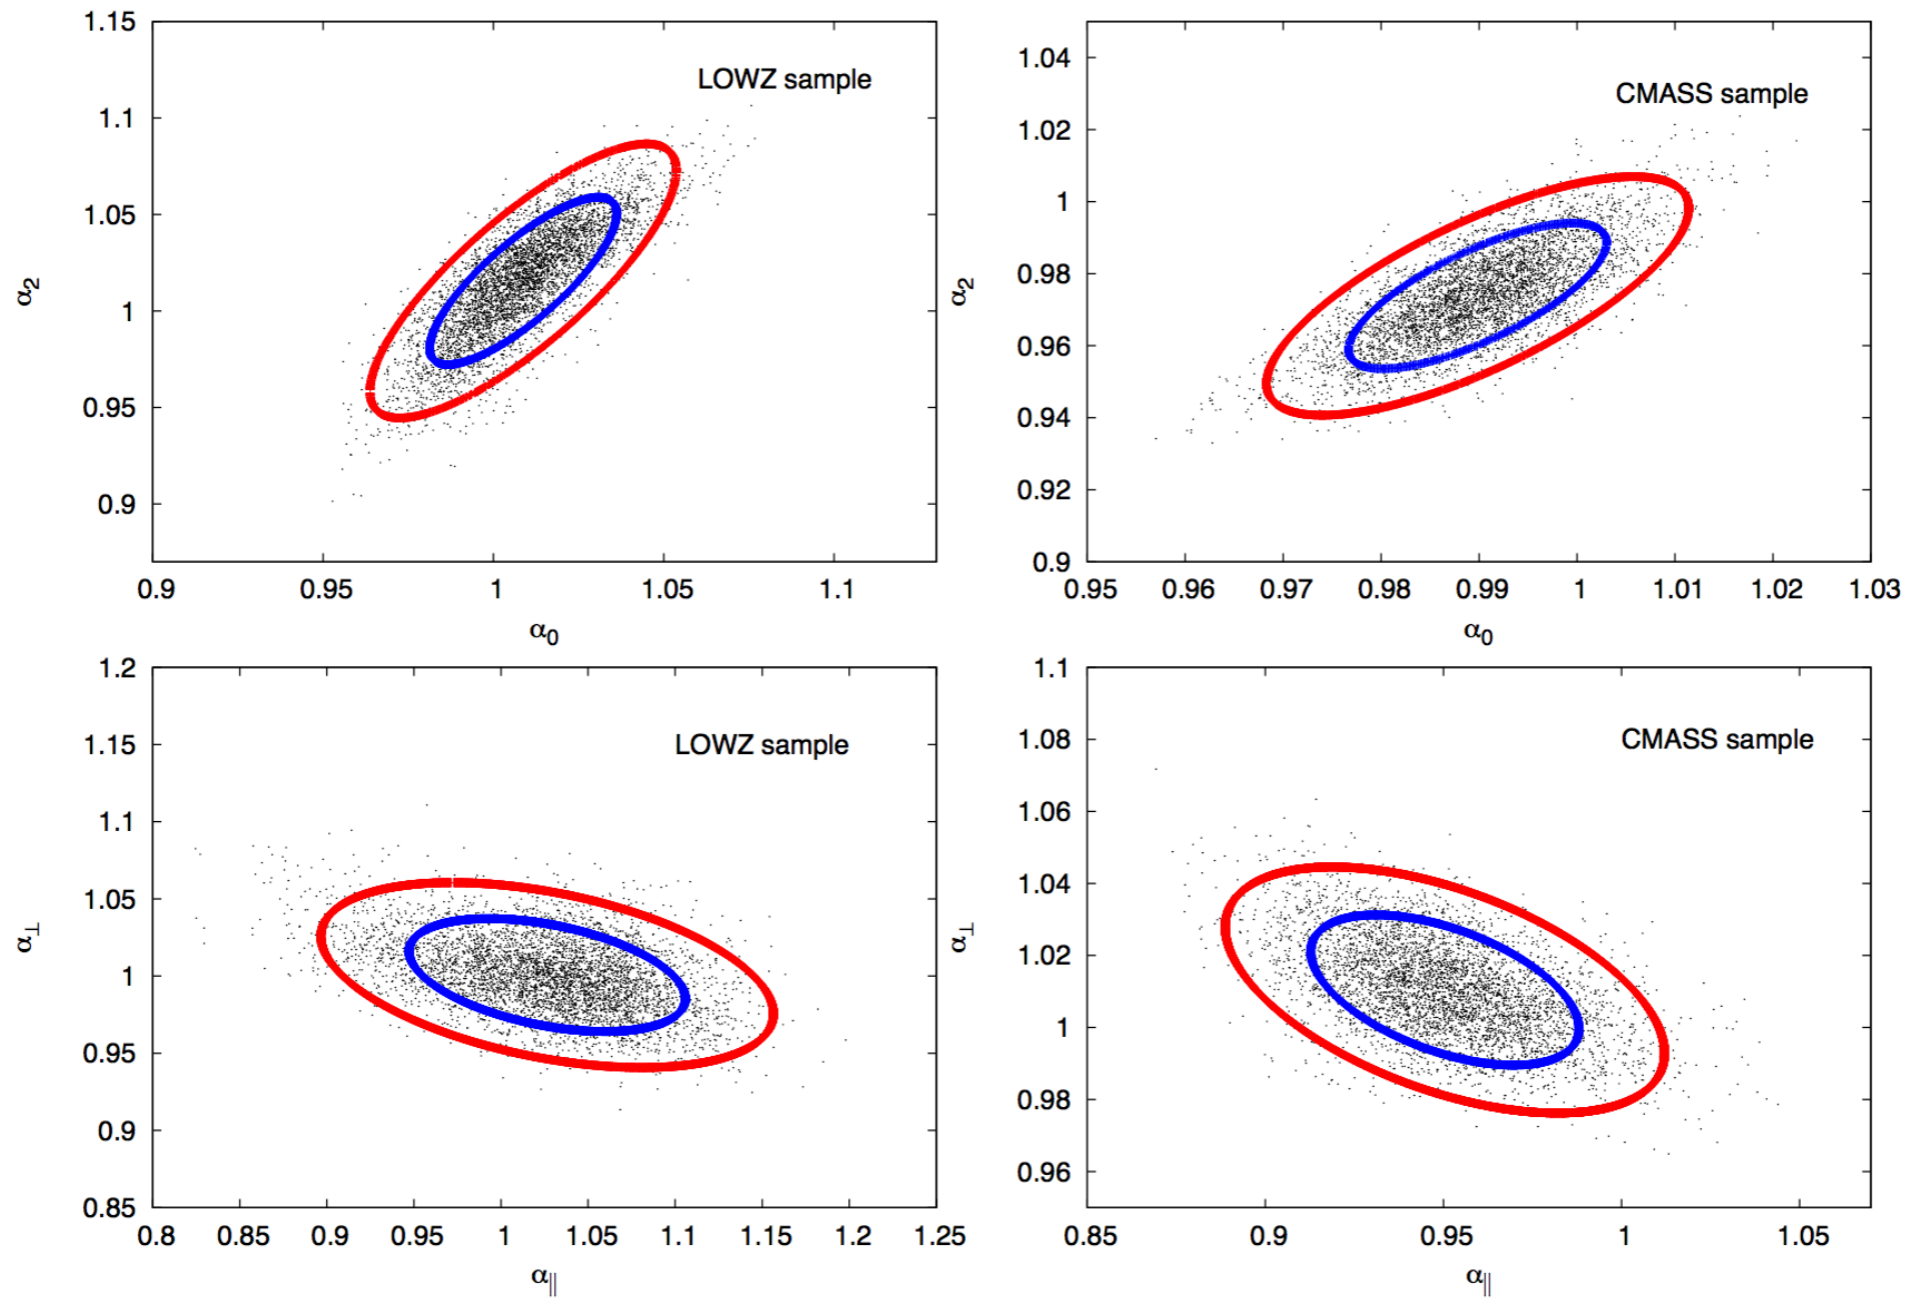 1.15
LOWZ sample
1.1
1.05
α2
1
0.95
0.9
0.9 0.95 1 1.05 1.1
α0
1.04
CMASS sample
1.02
1
α2
0.98
0.96
0.94
0.92
0.9
0.95 0.96 0.97 0.98 0.99 1 1.01 1.02 1.03
α0
1.2
LOWZ sample
1.15
1.1
1.05
α⊥
1
0.95
0.9
0.85
0.8 0.85 0.9 0.95 1 1.05 1.1 1.15 1.2 1.25
α||
1.1
CMASS sample
1.08
1.06
1.04
α⊥
1.02
1
0.98
0.96
0.85 0.9 0.95 1 1.05
α||